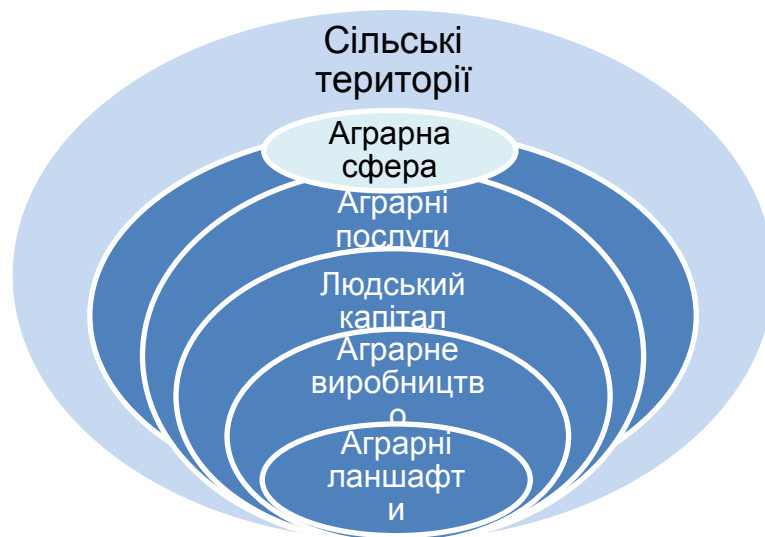 Сільські
території
Аграрна
сфера
Аграрні
послуги
Людський
капітал
Аграрне
виробництв
о
Аграрні
ланшафт
и